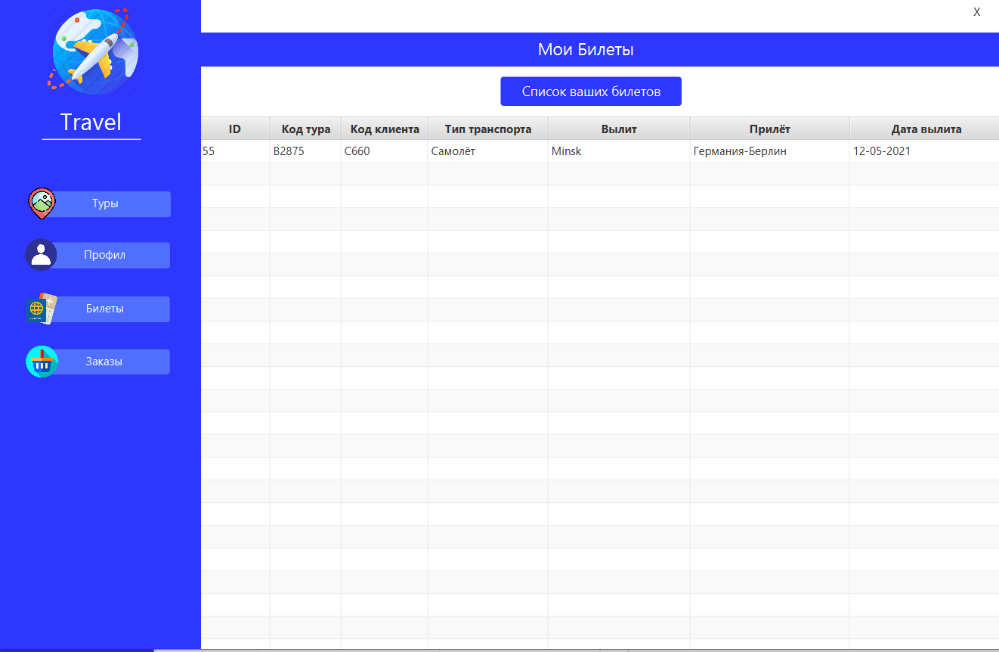 X
Мои Билеты
Список ваших билетов
Travel
Туры
Профил
Билеты
Заказы
ID Код тура Код клиента Тип транспорта Вылит Прилёт Дата вылита
55 B2875 C660 Самолёт Minsk Германия-Берлин 12-05-2021